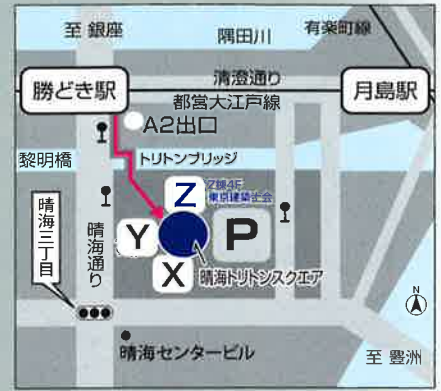 至 銀座
隅田川
有楽町線
清澄通り
勝どき駅
月島駅
都営大江戸線
A2出口
黎明橋
トリトンブリッジ
Z
Z棟4F
東京建築士会
Y
P
X
晴海トリトンスクエア
晴海三丁目
晴海通り
N
晴海センタービル
至 豊洲